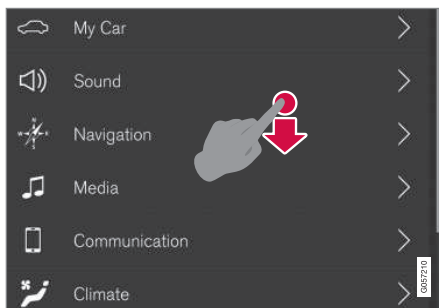 My Car
Sound
N
Navigation
Media
Communication
Climate
G057210